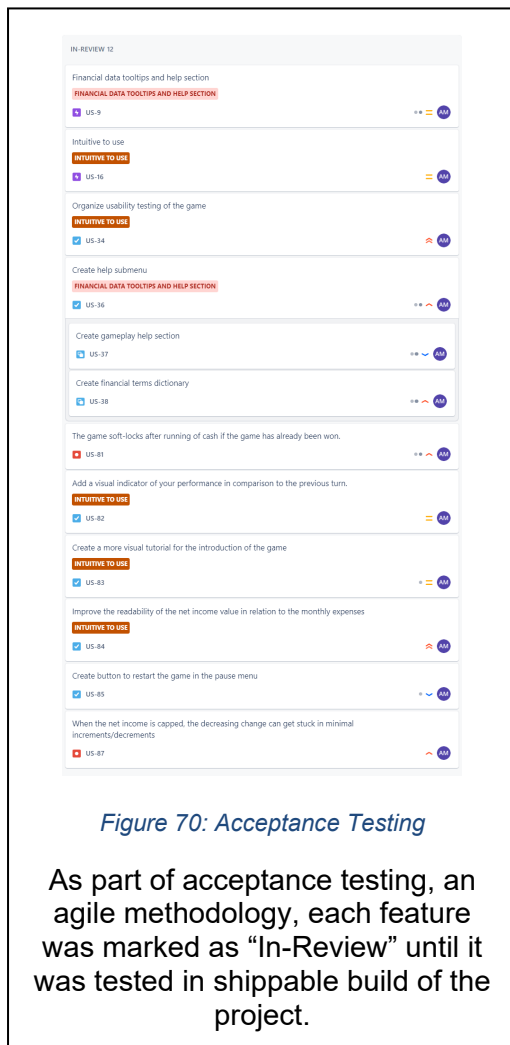 IN-REVIEW 12
Financial data tooltips and help section
FINANCIAL DATA TOOLTIPS AND HELP SECTION
US-9
AM
Intuitive to use
INTUITIVE TO USE
US-16
AM
Organize usability testing of the game
INTUITIVE TO USE
US-34
AM
Create help submenu
FINANCIAL DATA TOOLTIPS AND HELP SECTION
US-36
AM
Create gameplay help section
US-37
AM
Create financial terms dictionary
US-38
AM
The game soft-locks after running of cash if the game has already been won.
US-81
AM
Add a visual indicator of your performance in comparison to the previous turn.
INTUITIVE TO USE
US-82
AM
Create a more visual tutorial for the introduction of the game
INTUITIVE TO USE
US-83
AM
Improve the readability of the net income value in relation to the monthly expenses
INTUITIVE TO USE
US-84
AM
Create button to restart the game in the pause menu
US-85
AM
When the net income is capped, the decreasing change can get stuck in minimal
increments/decrements
US-87
AM
Figure 70: Acceptance Testing
As part of acceptance testing, an
agile methodology, each feature
was marked as “In-Review” until it
was tested in shippable build of the
project.